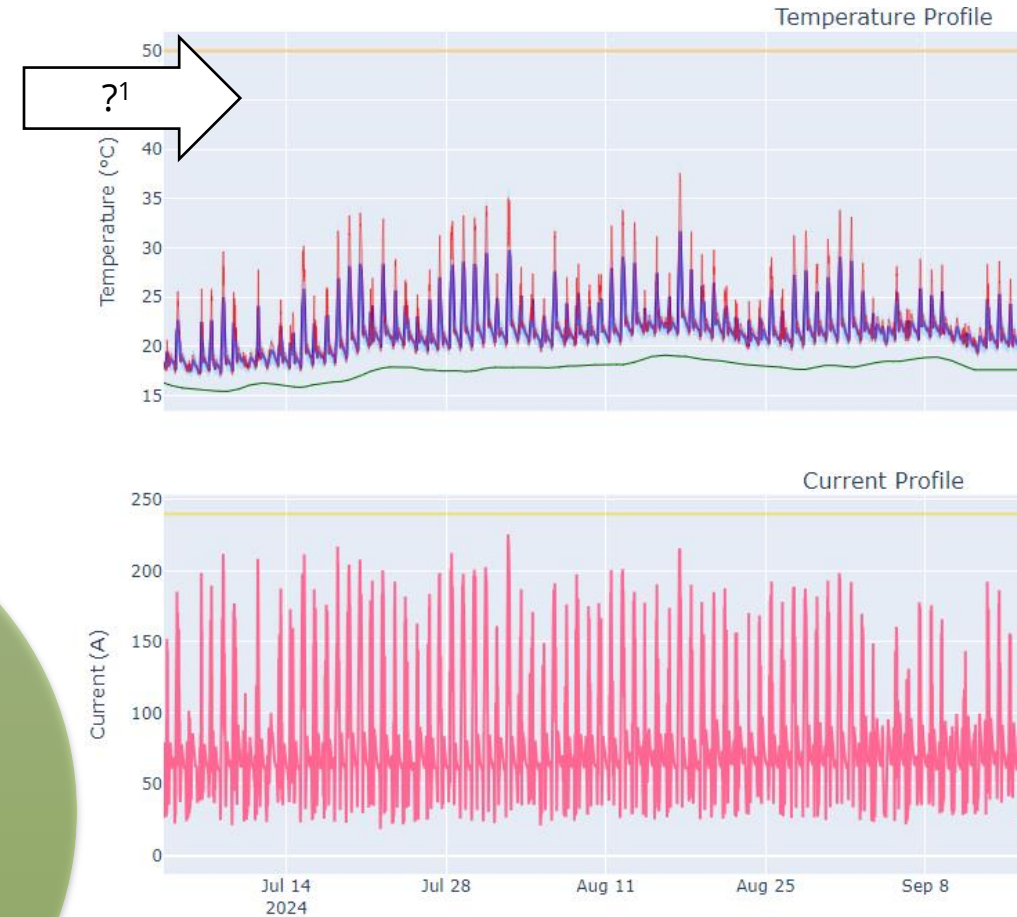 Temperature Profile
50
?¹
40
35
30
25
20
15
Temperature (°C)
Current Profile
250
200
150
100
50
0
Current (A)
Jul 14
2024
Jul 28
Aug 11
Aug 25
Sep 8